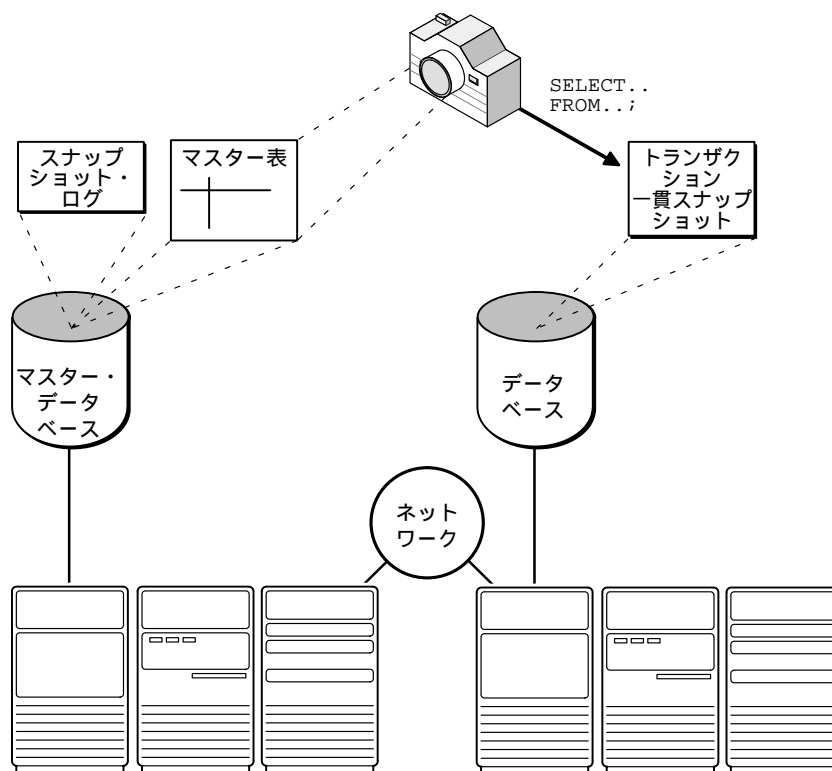 SELECT..
FROM..;
スナップ
ショット・
ログ
マスター表
トランザク
ション
一貫スナップ
ショット
マスター・
データ
ベース
データ
ベース
ネット
ワーク